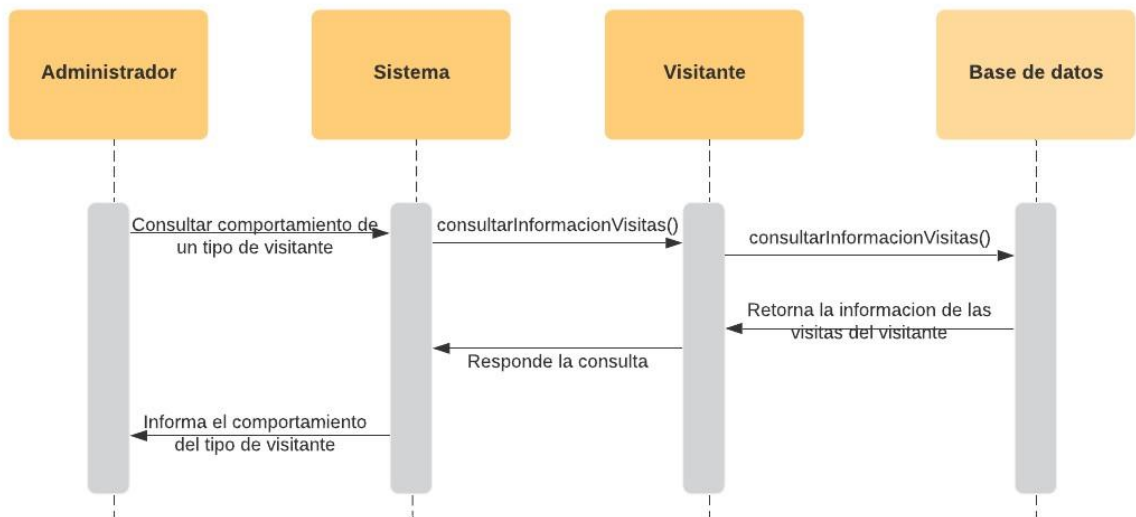 Administrador
Sistema
Visitante
Base de datos
Consultar comportamiento de
un tipo de visitante
consultarInformacionVisitas()
consultarInformacionVisitas()
Retorna la informacion de las
visitas del visitante
Responde la consulta
Informa el comportamiento
del tipo de visitante